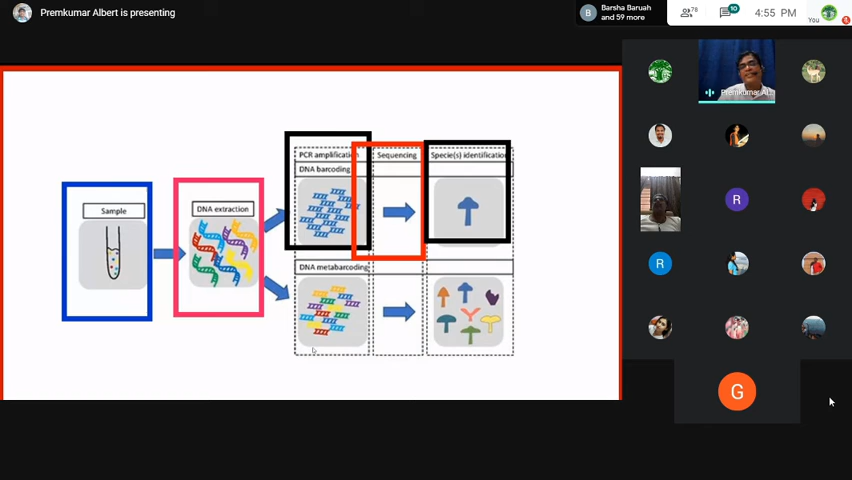 Premkumar Albert is presenting
Barsha Baruah
and 59 more
B
78
10
4:55 PM
You
Premkumar Al...
PCR amplification
Sequencing
Specie(s) identification
DNA barcoding
Sample
DNA extraction
DNA metabarcoding
R
R
G